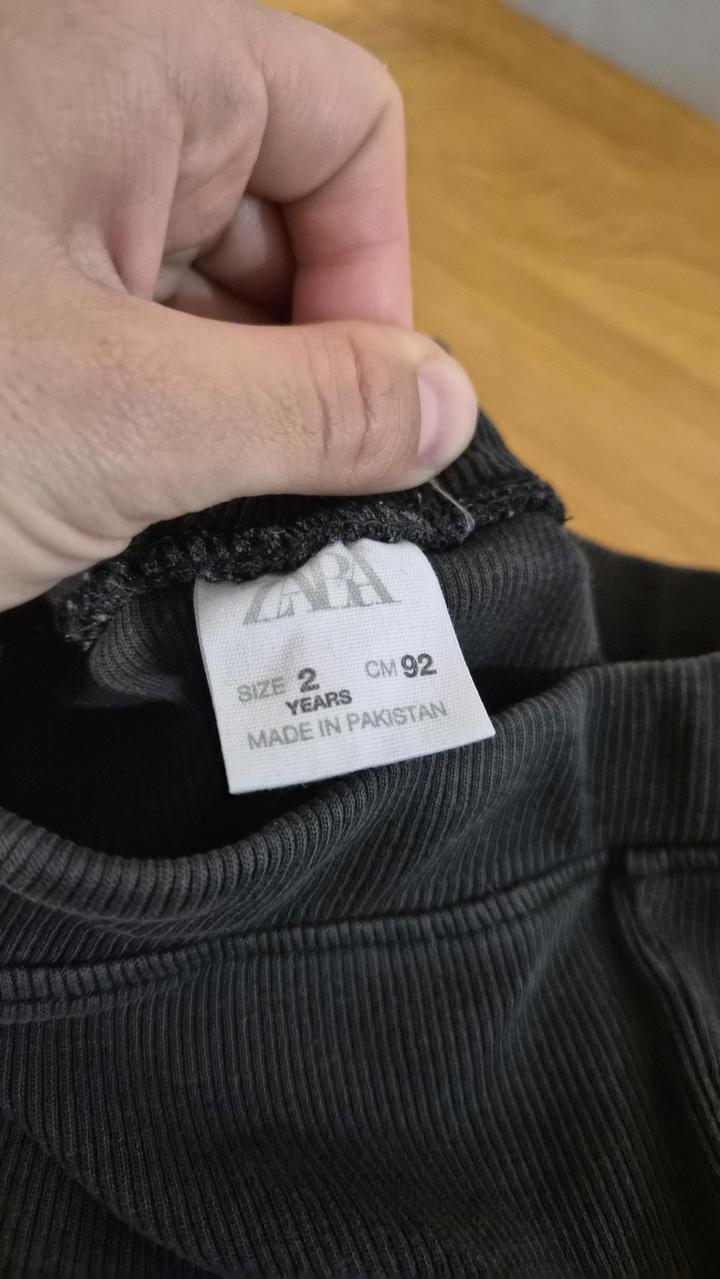 ZARA
SIZE 2 CM 92
YEARS
MADE IN PAKISTAN